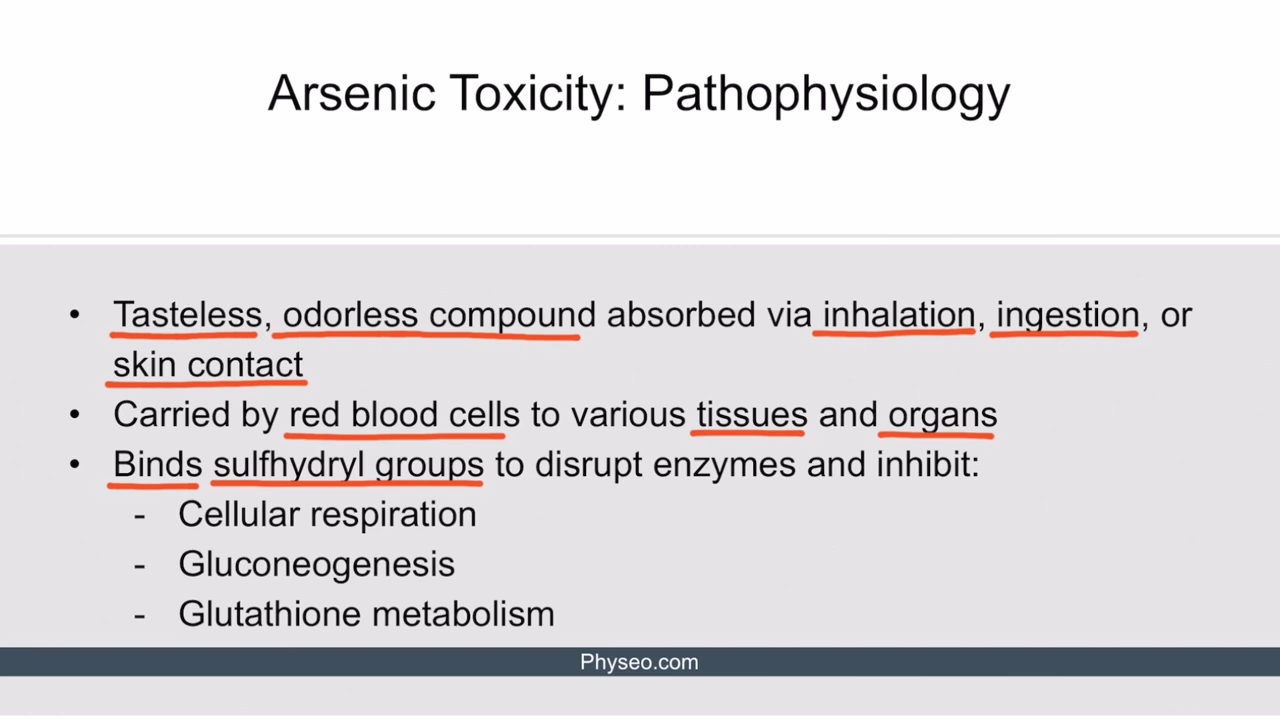 Arsenic Toxicity: Pathophysiology
• Tasteless, odorless compound absorbed via inhalation, ingestion, or
skin contact
• Carried by red blood cells to various tissues and organs
• Binds sulfhydryl groups to disrupt enzymes and inhibit:
- Cellular respiration
- Gluconeogenesis
- Glutathione metabolism
Physeo.com